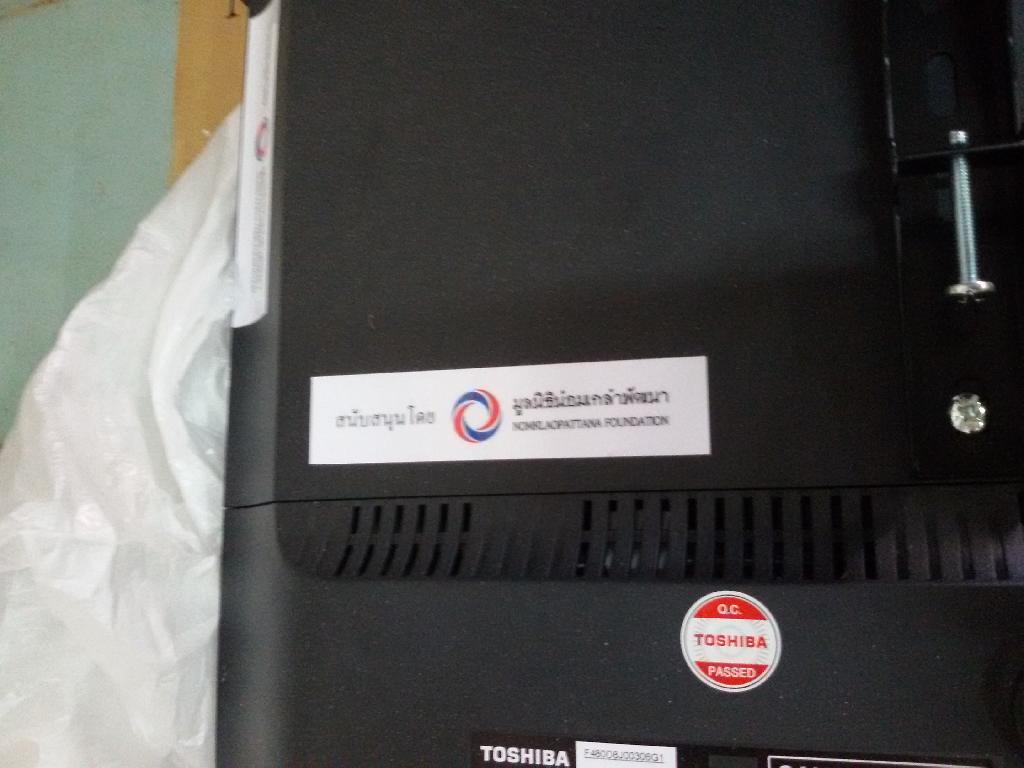 สนับสนุนโดย
มูลนิธิน้อมเกล้าพัฒนา
NOMKLAOPATTANA FOUNDATION
Q.C.
TOSHIBA
PASSED
TOSHIBA